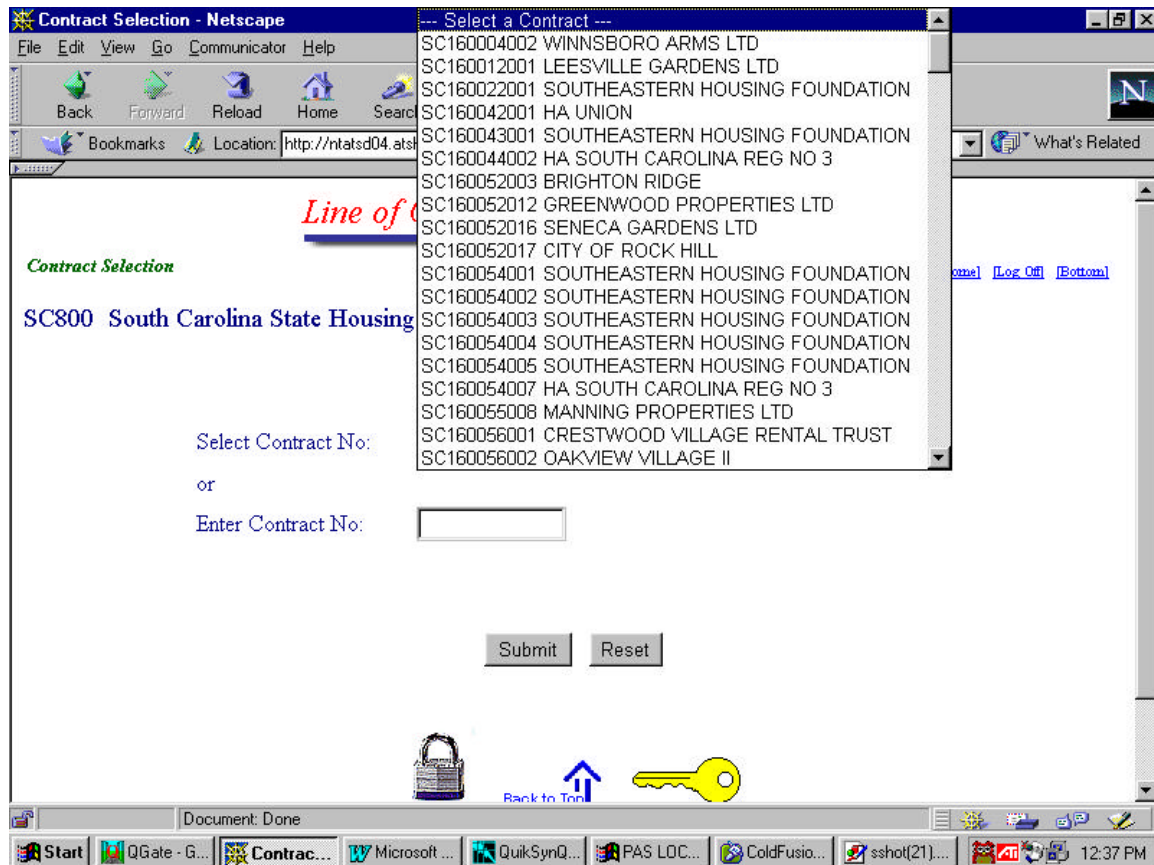 Contract Selection - Netscape
--- Select a Contract ---
File Edit View Go Communicator Help
SC160004002 WINNSBORO ARMS LTD
SC160012001 LEESVILLE GARDENS LTD
SC160022001 SOUTHEASTERN HOUSING FOUNDATION
SC160042001 HA UNION
SC160043001 SOUTHEASTERN HOUSING FOUNDATION
SC160044002 HA SOUTH CAROLINA REG NO 3
SC160052003 BRIGHTON RIDGE
SC160052012 GREENWOOD PROPERTIES LTD
SC160052016 SENECA GARDENS LTD
SC160052017 CITY OF ROCK HILL
SC160054001 SOUTHEASTERN HOUSING FOUNDATION
SC160054002 SOUTHEASTERN HOUSING FOUNDATION
SC160054003 SOUTHEASTERN HOUSING FOUNDATION
SC160054004 SOUTHEASTERN HOUSING FOUNDATION
SC160054005 SOUTHEASTERN HOUSING FOUNDATION
SC160054007 HA SOUTH CAROLINA REG NO 3
SC160055008 MANNING PROPERTIES LTD
SC160056001 CRESTWOOD VILLAGE RENTAL TRUST
SC160056002 OAKVIEW VILLAGE II
Back Forward Reload Home Searc
N
Bookmarks Location: http://ntatsd04.ats What's Related
Line of
Contract Selection
ome] [Log Off] [Bottom]
SC800 South Carolina State Housing
Select Contract No:
or
Enter Contract No:
Submit Reset
Back to Top
Document: Done
Start QGate - G... Contrac... Microsoft ... QuikSynQ... PAS LOC... ColdFusio... sshot(21).... ATI 12:37 PM